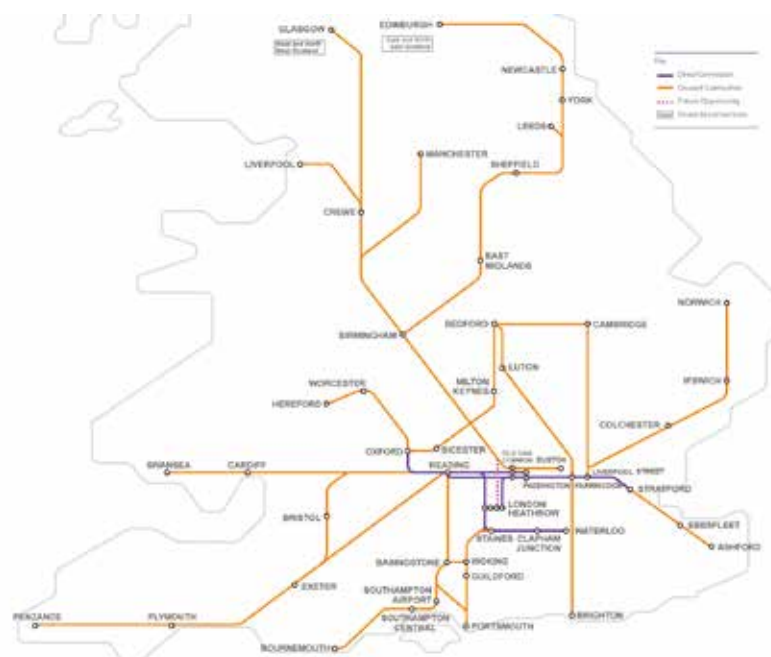 GLASGOW
EDINBURGH
NEWCASTLE
YORK
LEEDS
LIVERPOOL
MANCHESTER
SHEFFIELD
CREWE
EAST
MIDLANDS
NORWICH
BIRMINGHAM
BEDFORD
CAMBRIDGE
LUTON
WORCESTER
MILTON
KEYNES
IPSWICH
HEREFORD
COLCHESTER
OXFORD
BICESTER
EUSTON
SWANSEA
CARDIFF
READING
PADDINGTON
LIVERPOOL STREET
STRATFORD
LONDON
HEATHROW
BRISTOL
STAINES
CLAPHAM
JUNCTION
WATERLOO
EBBSFLEET
ASHFORD
BASINGSTOKE
WOKING
GUILDFORD
EXETER
SOUTHAMPTON
AIRPORT
PENZANCE
PLYMOUTH
SOUTHAMPTON
CENTRAL
PORTSMOUTH
BRIGHTON
BOURNEMOUTH